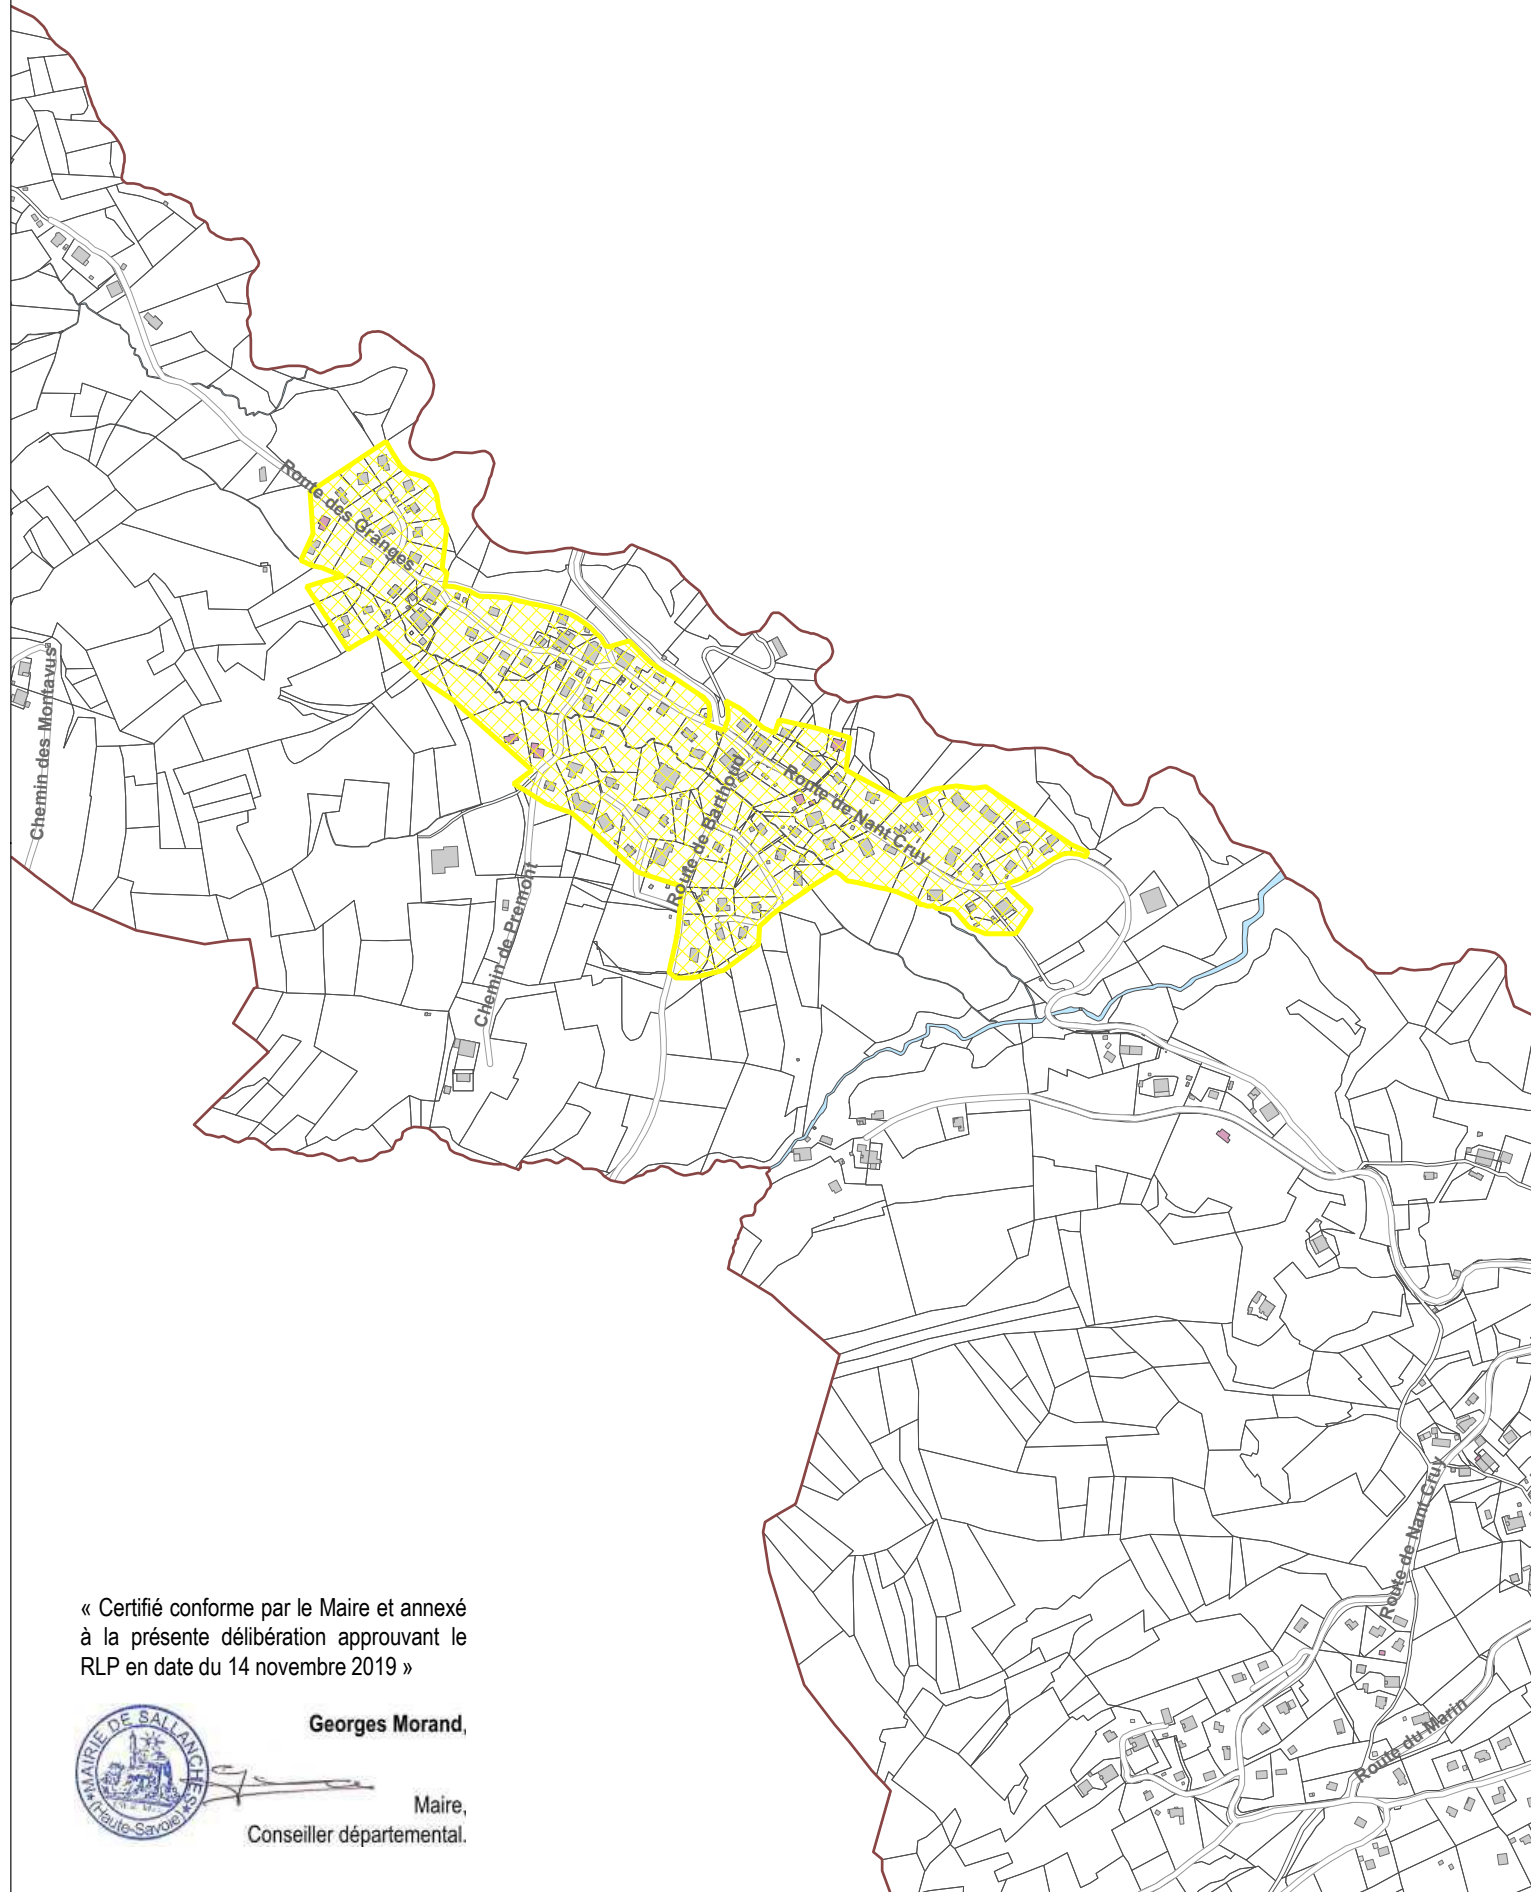 Route des Granges
Chemin des Montavus
Route de Barthoud
Route de Nant Cruy
Chemin de Prémont
Route de Nant Cruy
Route du Marin
« Certifié conforme par le Maire et annexé
à la présente délibération approuvant le
RLP en date du 14 novembre 2019 »
Georges Morand,
Maire,
Conseiller départemental.
MAIRIE DE SALLANCHES
(Haute-Savoie)